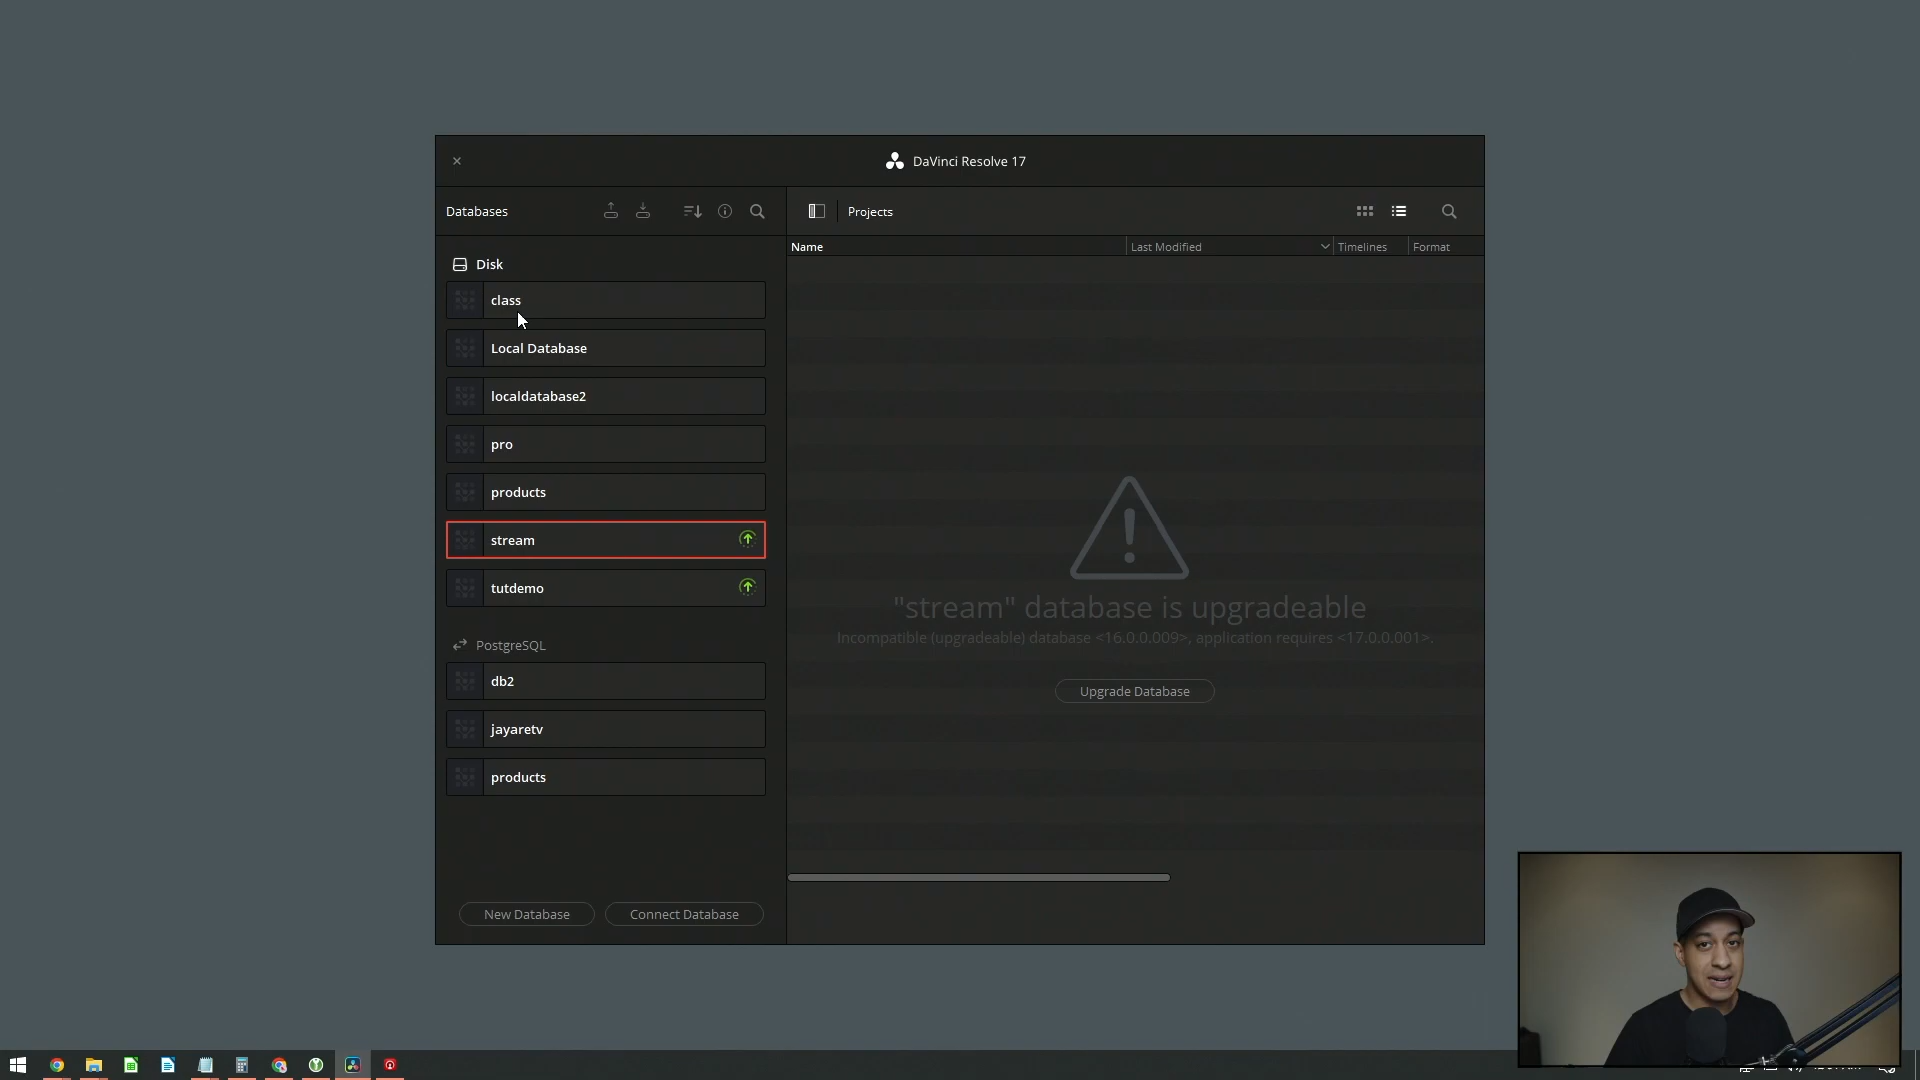 DaVinci Resolve 17
Databases
Projects
Name
Last Modified
Timelines
Format
Disk
class
Local Database
localdatabase2
pro
products
stream
tutdemo
PostgreSQL
db2
jayaretv
products
"stream" database is upgradeable
Incompatible (upgradeable) database <16.0.0.009>, application requires <17.0.0.001>.
Upgrade Database
New Database
Connect Database